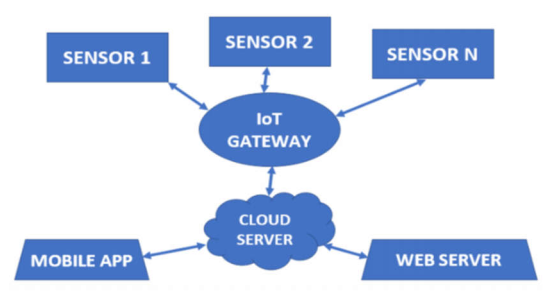 SENSOR 1
SENSOR 2
SENSOR N
IoT
GATEWAY
CLOUD
SERVER
MOBILE APP
WEB SERVER